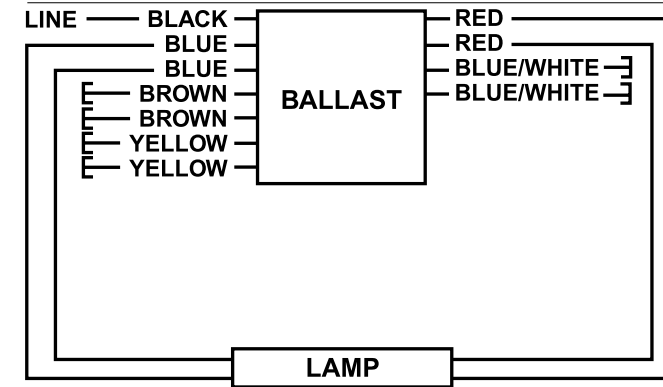 LINE BLACK RED
BLUE RED
BLUE BLUE/WHITE
BROWN BLUE/WHITE
BALLAST
BROWN
YELLOW
YELLOW
LAMP